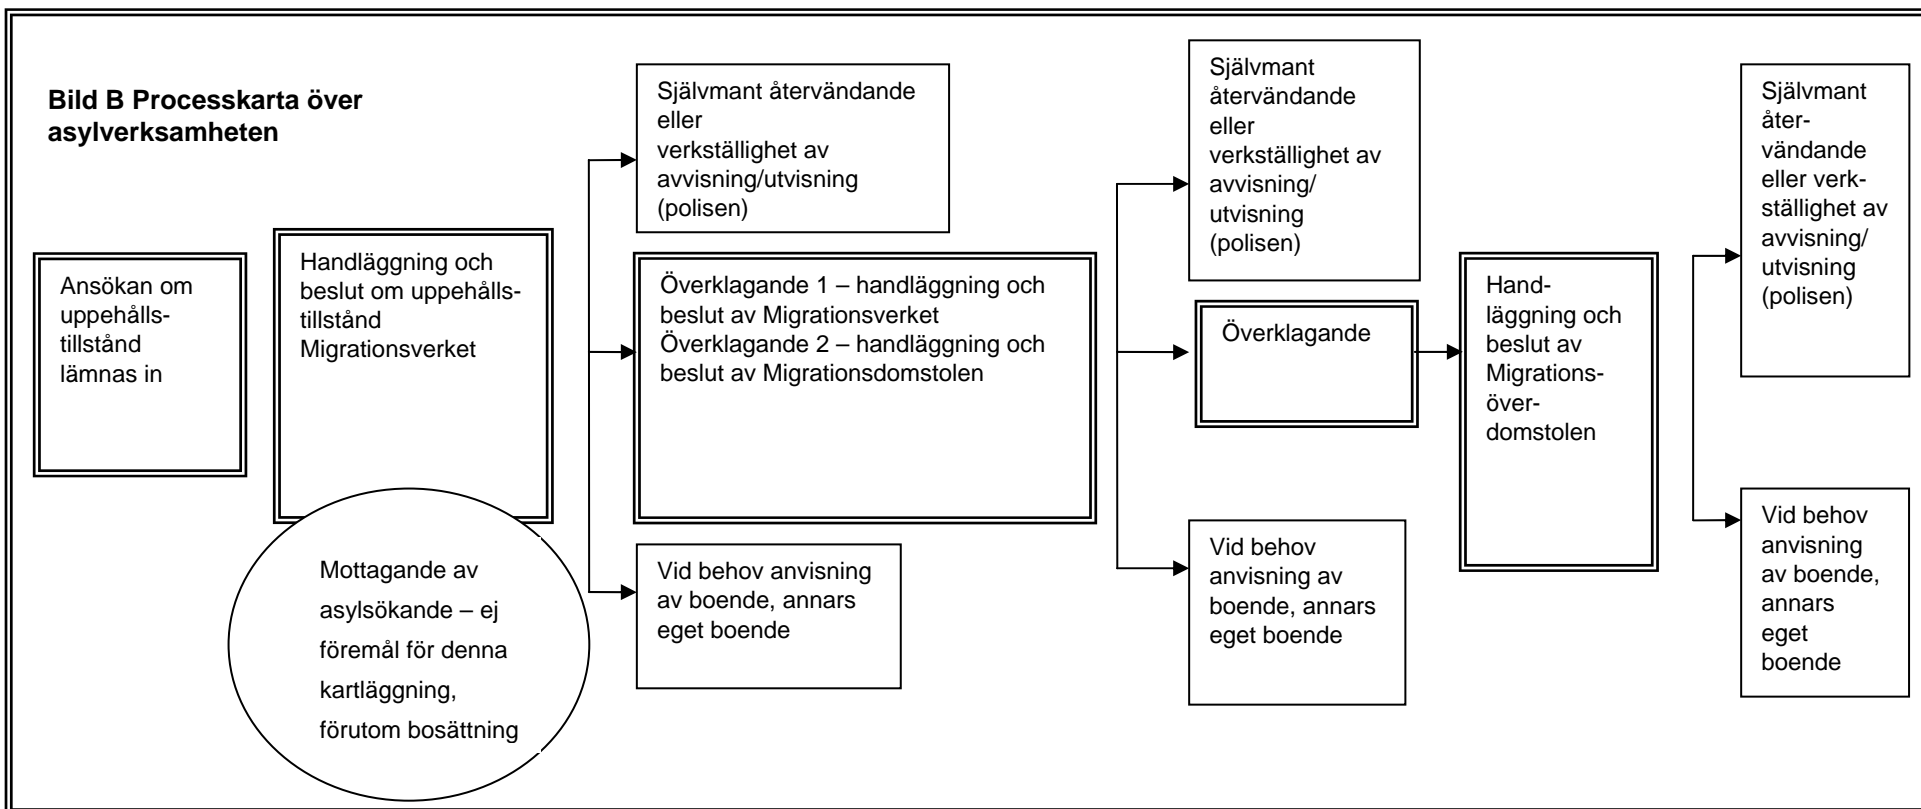 Bild B Processkarta över
asylverksamheten
Ansökan om
uppehålls-
tillstånd
lämnas in
Handläggning och
beslut om uppehålls-
tillstånd
Migrationsverket
Mottagande av
asylsökande – ej
föremål för denna
kartläggning,
förutom bosättning
Självmant återvändande
eller
verkställighet av
avvisning/utvisning
(polisen)
Överklagande 1 – handläggning och
beslut av Migrationsverket
Överklagande 2 – handläggning och
beslut av Migrationsdomstolen
Vid behov anvisning
av boende, annars
eget boende
Självmant
återvändande
eller
verkställighet av
avvisning/
utvisning
(polisen)
Överklagande
Vid behov
anvisning av
boende, annars
eget boende
Hand-
läggning och
beslut av
Migrations-
över-
domstolen
Självmant
åter-
vändande
eller verk-
ställighet av
avvisning/
utvisning
(polisen)
Vid behov
anvisning
av boende,
annars
eget
boende